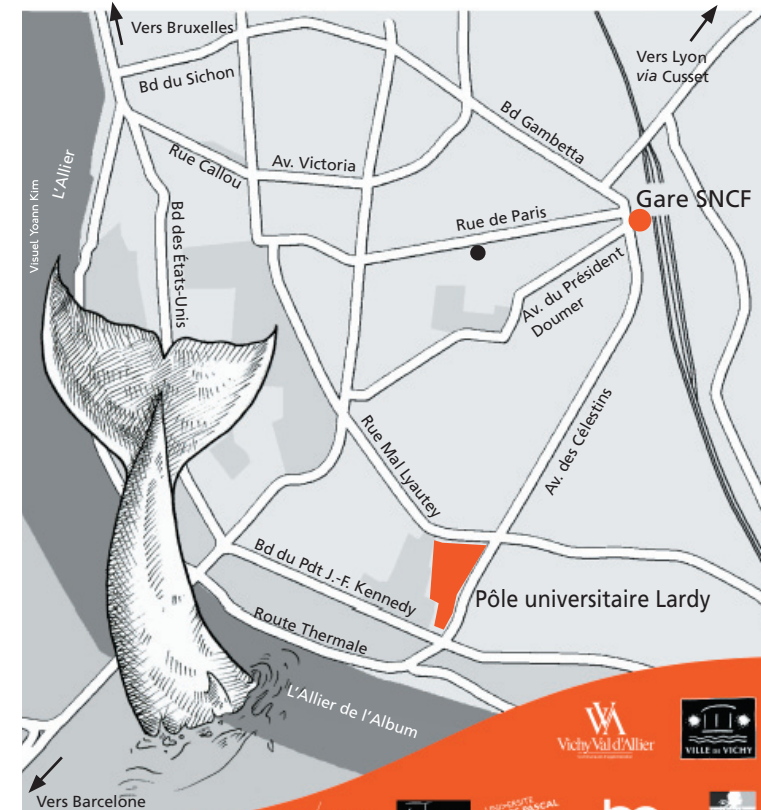 Vers Bruxelles
Vers Lyon
via Cusset
Bd du Sichon
Bd Gambetta
Rue Callou
Av. Victoria
L'Allier
Visuel Yoann Kim
Gare SNCF
Rue de Paris
Bd des États-Unis
Av. du Président
Doumer
Rue Mal Lyautey
Av. des Célestins
Bd du Pdt J.-F. Kennedy
Pôle universitaire Lardy
Route Thermale
L'Allier de l'Album
Vichy Val d'Allier
VILLE DE VICHY
Vers Barcelone
PASCAL